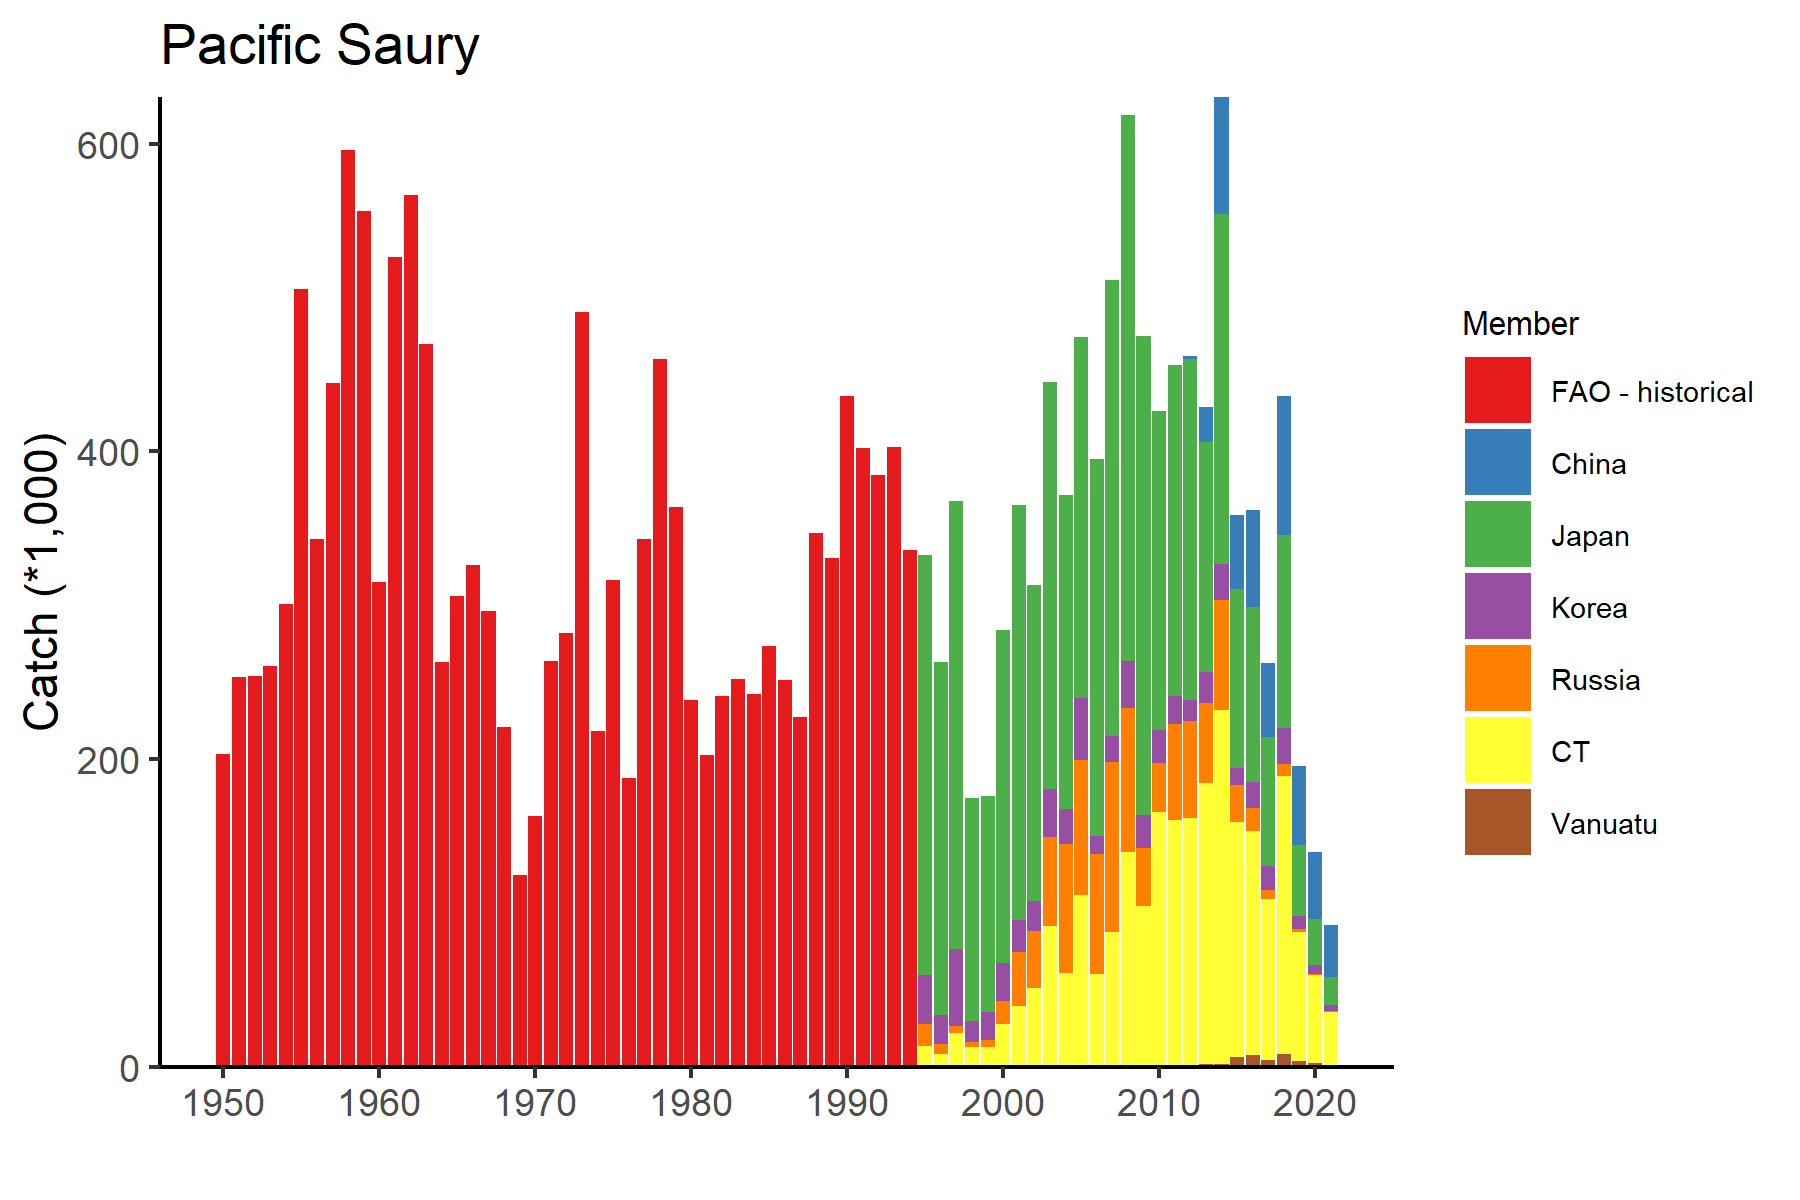 Pacific Saury
Catch (*1,000)
600
400
200
0
1950 1960 1970 1980 1990 2000 2010 2020
Member
FAO - historical
China
Japan
Korea
Russia
CT
Vanuatu